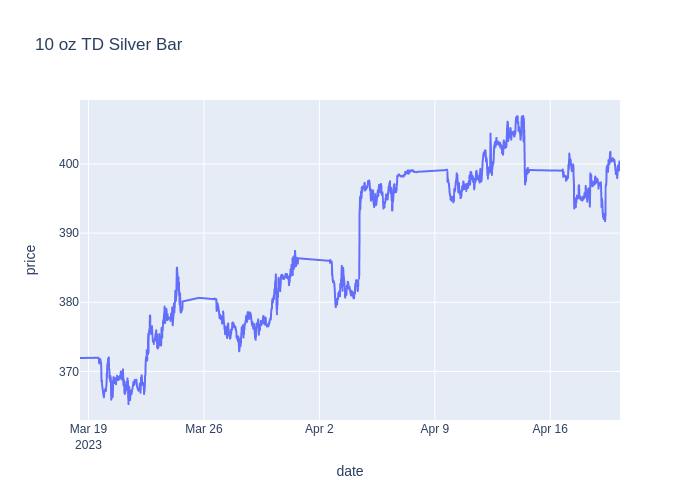 10 oz TD Silver Bar
price
400
390
380
370
Mar 19
2023
Mar 26
Apr 2
Apr 9
Apr 16
date